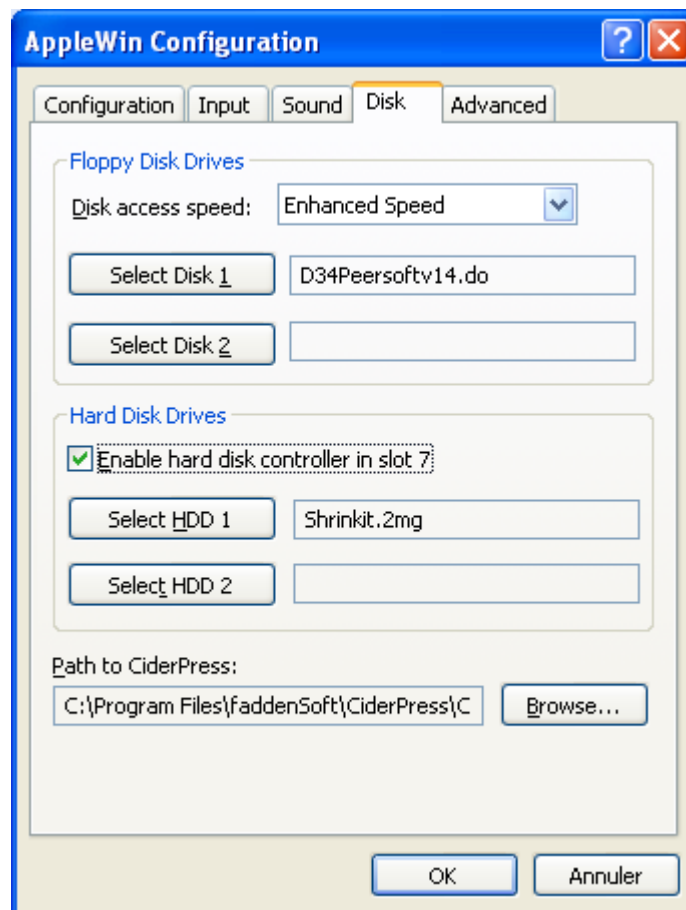 AppleWin Configuration
Configuration Input Sound Disk Advanced
Floppy Disk Drives
Disk access speed: Enhanced Speed
Select Disk 1 D34Peersoftv14.do
Select Disk 2
Hard Disk Drives
Enable hard disk controller in slot 7
Select HDD 1 Shrinkit.2mg
Select HDD 2
Path to CiderPress:
C:\Program Files\faddenSoft\CiderPress\C Browse...
OK Annuler